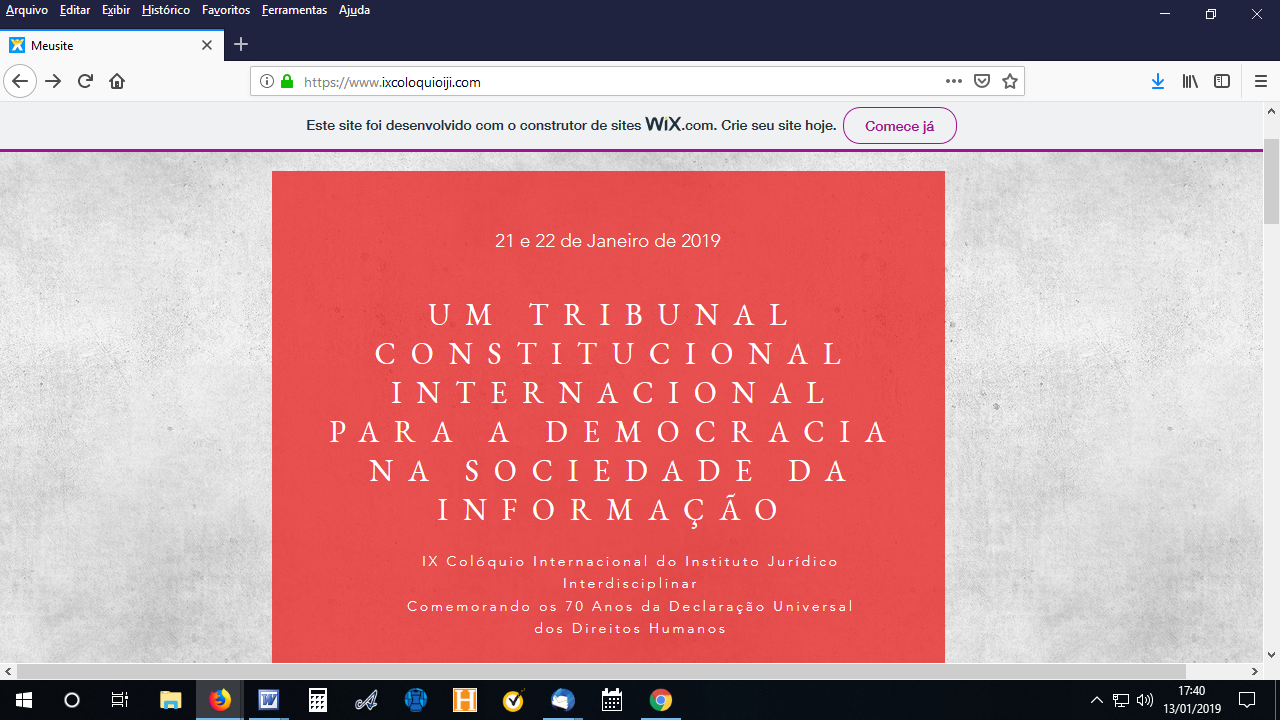 Arquivo Editar Exibir Histórico Favoritos Ferramentas Ajuda
Meusite
https://www.ixcoloquioiji.com
Este site foi desenvolvido com o construtor de sites WiX.com. Crie seu site hoje. Comece já
21 e 22 de Janeiro de 2019
UM TRIBUNAL
CONSTITUCIONAL
INTERNACIONAL
PARA A DEMOCRACIA
NA SOCIEDADE DA
INFORMAÇÃO
IX Colóquio Internacional do Instituto Jurídico
Interdisciplinar
Comemorando os 70 Anos da Declaração Universal
dos Direitos Humanos
17:40
13/01/2019